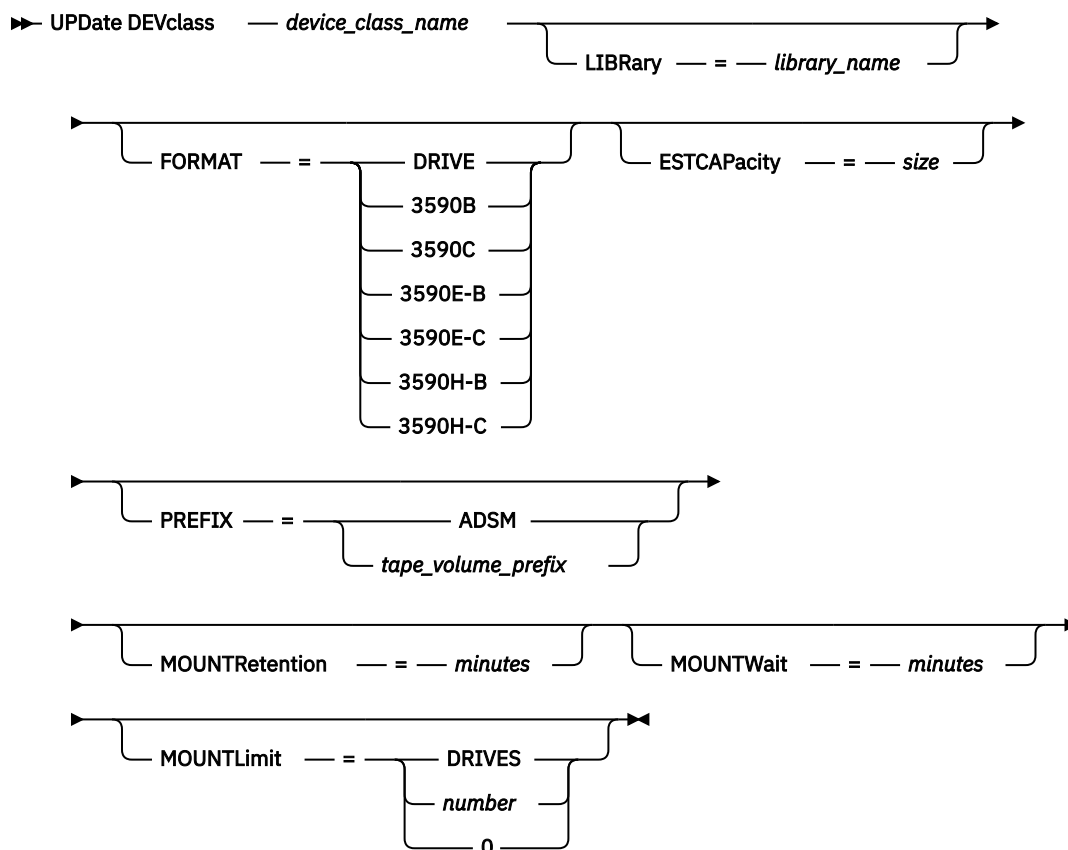 UPDate DEVclass device_class_name
LIBRary = library_name
FORMAT = DRIVE
3590B
3590C
3590E-B
3590E-C
3590H-B
3590H-C
ESTCAPacity = size
PREFIX = ADSM
tape_volume_prefix
MOUNTRetention = minutes
MOUNTWait = minutes
MOUNTLimit = DRIVES
number
0